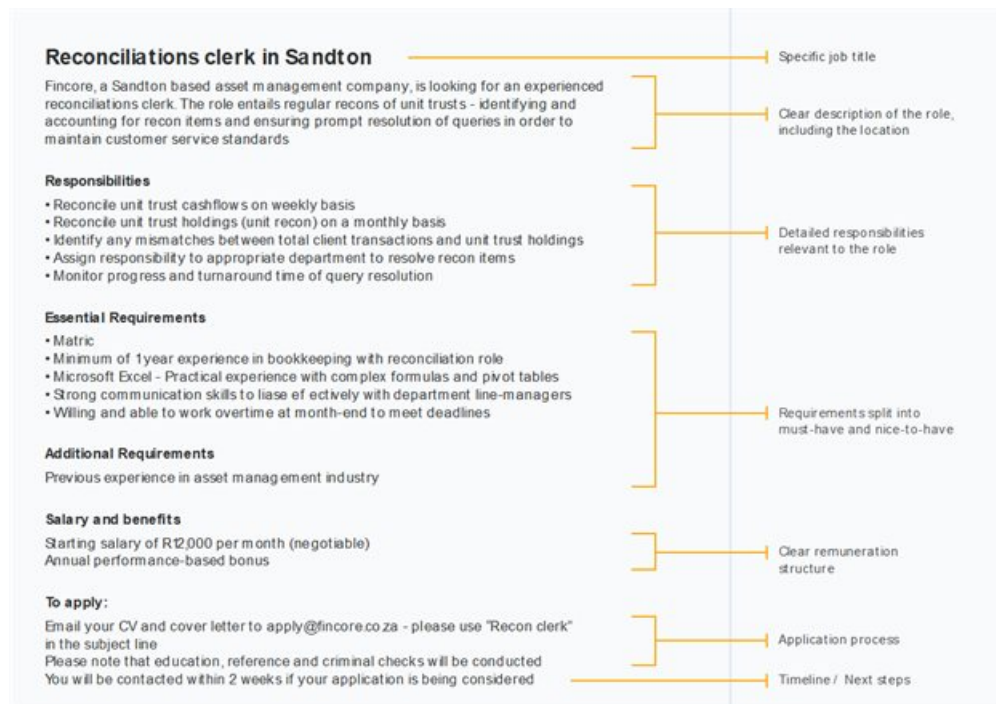 Reconciliations clerk in Sandton
Specific job title
Fincore, a Sandton based asset management company, is looking for an experienced
reconciliations clerk. The role entails regular recons of unit trusts - identifying and
accounting for recon items and ensuring prompt resolution of queries in order to
maintain customer service standards
Clear description of the role,
including the location
Responsibilities
• Reconcile unit trust cashflows on weekly basis
• Reconcile unit trust holdings (unit recon) on a monthly basis
• Identify any mismatches between total client transactions and unit trust holdings
• Assign responsibility to appropriate department to resolve recon items
• Monitor progress and turnaround time of query resolution
Detailed responsibilities
relevant to the role
Essential Requirements
• Matric
• Minimum of 1 year experience in bookkeeping with reconciliation role
• Microsoft Excel - Practical experience with complex formulas and pivot tables
• Strong communication skills to liase ef ectively with department line-managers
• Willing and able to work overtime at month-end to meet deadlines
Additional Requirements
Previous experience in asset management industry
Requirements split into
must-have and nice-to-have
Salary and benefits
Starting salary of R12,000 per month (negotiable)
Annual performance-based bonus
Clear remuneration
structure
To apply:
Email your CV and cover letter to apply@fincore.co.za - please use "Recon clerk"
in the subject line
Please note that education, reference and criminal checks will be conducted
Application process
You will be contacted within 2 weeks if your application is being considered
Timeline / Next steps